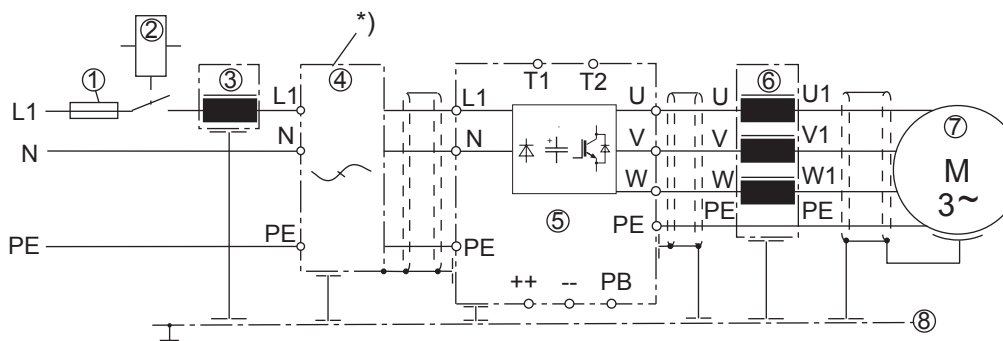 *)
②
T1 T2
① ③ ④ ⑥
L1 L1 L1 U U U1
⑦
N N N V V V1
M
W W W1
3~
PE PE PE PE PE PE
⑤
++ -- PB
⑧